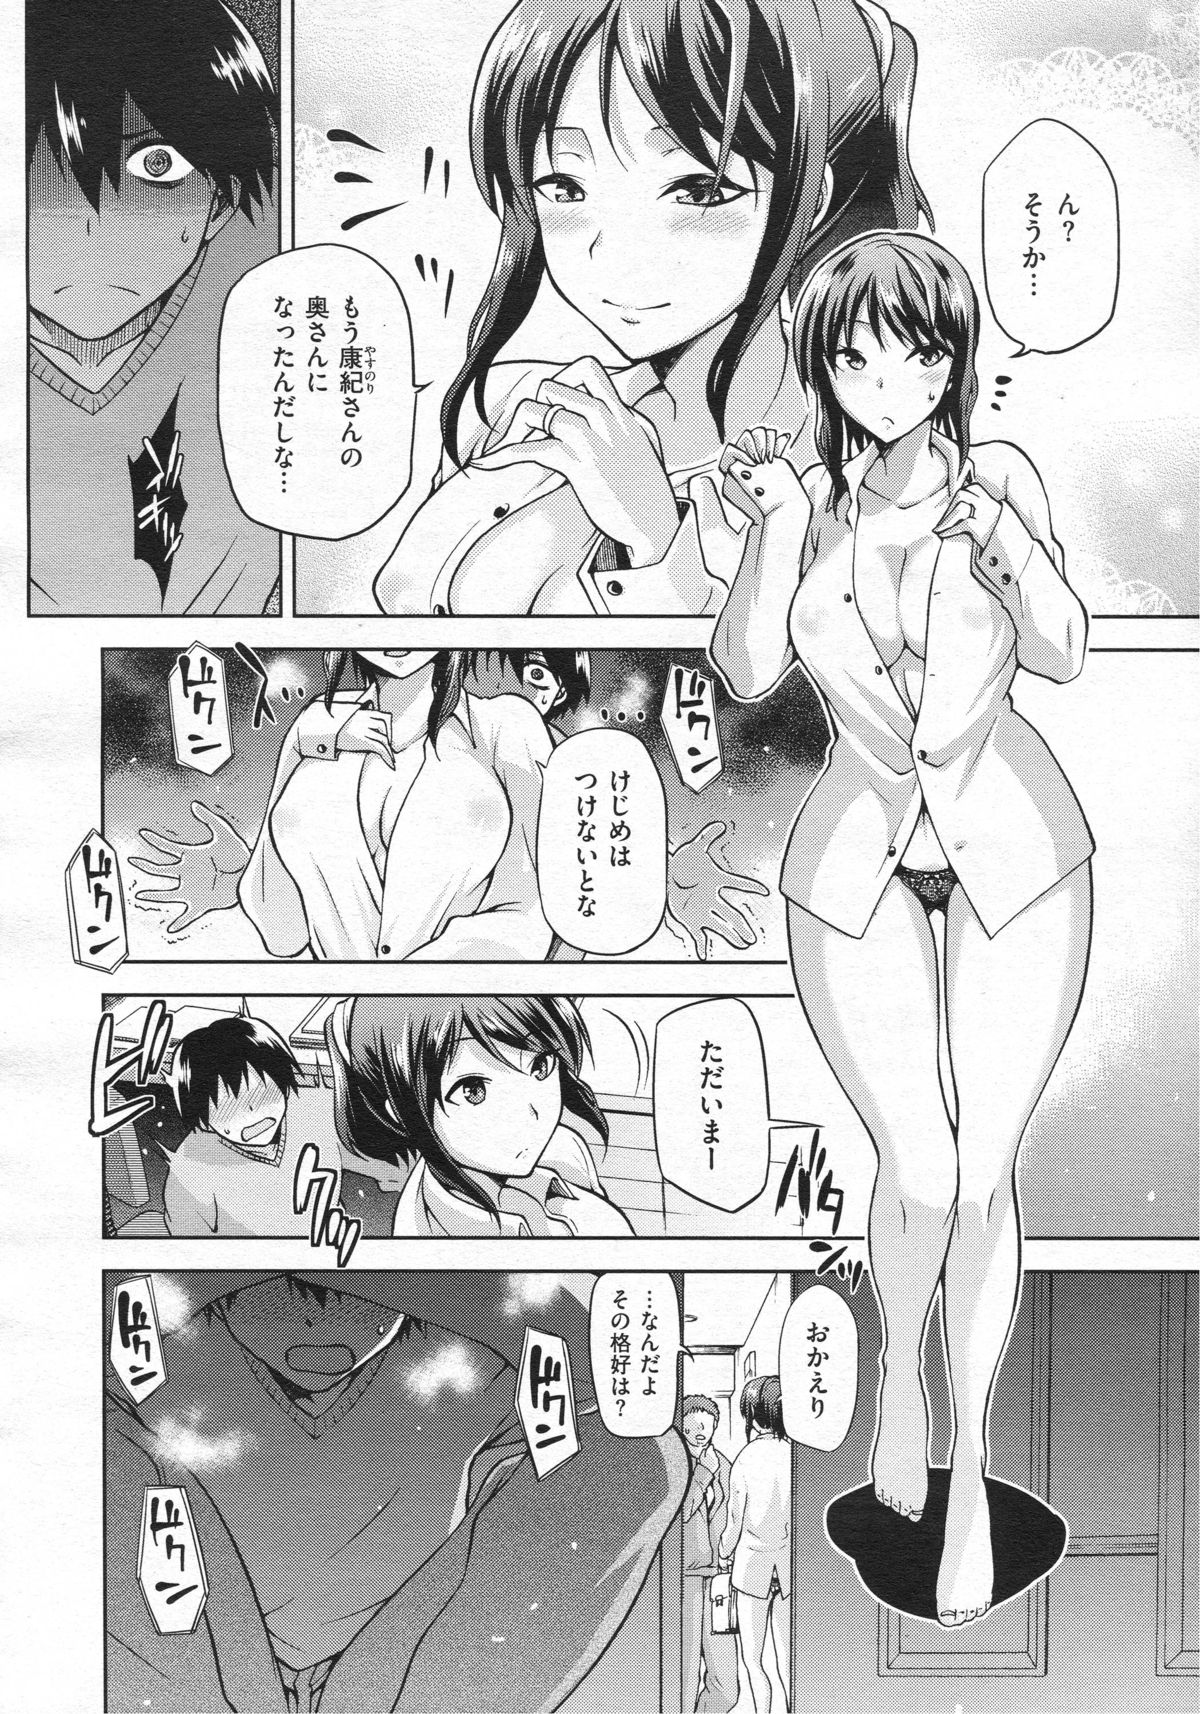 ん？
そうか…
もう康紀さんの
やすのり
奥さんに
なったんだしな…
ズキッ
ドクン
ドクン
ドクン
けじめは
つけないとな
ただいまー
バタン
ビクッ
おかえり
…なんだよ
その格好は？
ドクン
ドクン
ドクン